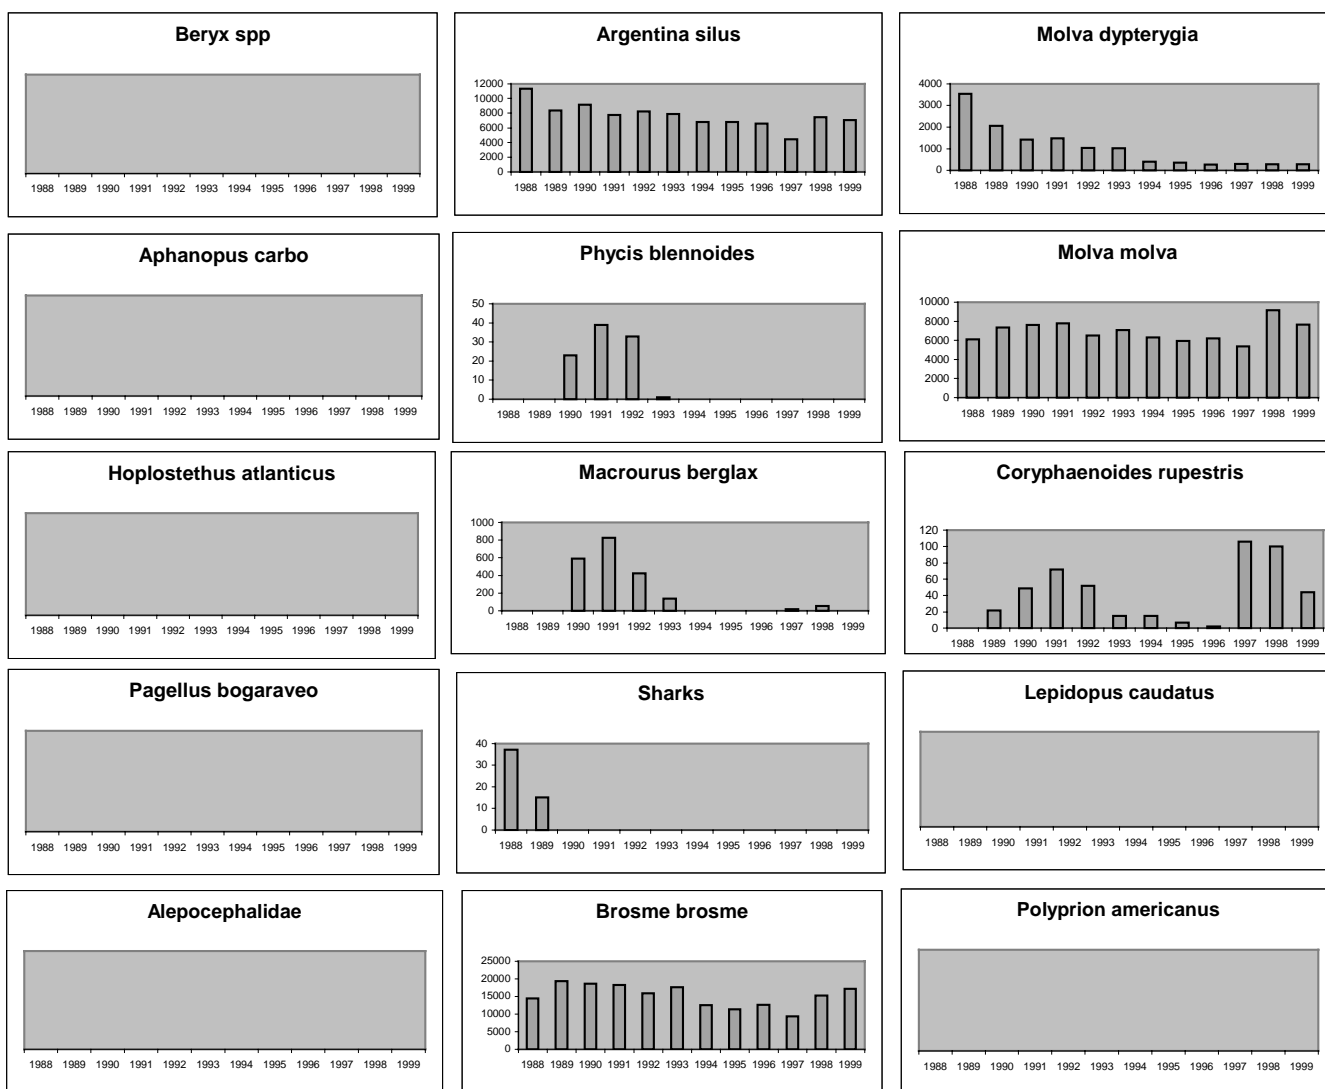 Beryx spp
1988 1989 1990 1991 1992 1993 1994 1995 1996 1997 1998 1999
Argentina silus
12000
10000
8000
6000
4000
2000
0
1988 1989 1990 1991 1992 1993 1994 1995 1996 1997 1998 1999
Molva dypterygia
4000
3000
2000
1000
0
1988 1989 1990 1991 1992 1993 1994 1995 1996 1997 1998 1999
Aphanopus carbo
1988 1989 1990 1991 1992 1993 1994 1995 1996 1997 1998 1999
Phycis blennoides
50
40
30
20
10
0
1988 1989 1990 1991 1992 1993 1994 1995 1996 1997 1998 1999
Molva molva
10000
8000
6000
4000
2000
0
1988 1989 1990 1991 1992 1993 1994 1995 1996 1997 1998 1999
Hoplostethus atlanticus
1988 1989 1990 1991 1992 1993 1994 1995 1996 1997 1998 1999
Macrourus berglax
1000
800
600
400
200
0
1988 1989 1990 1991 1992 1993 1994 1995 1996 1997 1998 1999
Coryphaenoides rupestris
120
100
80
60
40
20
0
1988 1989 1990 1991 1992 1993 1994 1995 1996 1997 1998 1999
Pagellus bogaraveo
1988 1989 1990 1991 1992 1993 1994 1995 1996 1997 1998 1999
Sharks
40
30
20
10
0
1988 1989 1990 1991 1992 1993 1994 1995 1996 1997 1998 1999
Lepidopus caudatus
1988 1989 1990 1991 1992 1993 1994 1995 1996 1997 1998 1999
Alepocephalidae
1988 1989 1990 1991 1992 1993 1994 1995 1996 1997 1998 1999
Brosme brosme
25000
20000
15000
10000
5000
0
1988 1989 1990 1991 1992 1993 1994 1995 1996 1997 1998 1999
Polyprion americanus
1988 1989 1990 1991 1992 1993 1994 1995 1996 1997 1998 1999